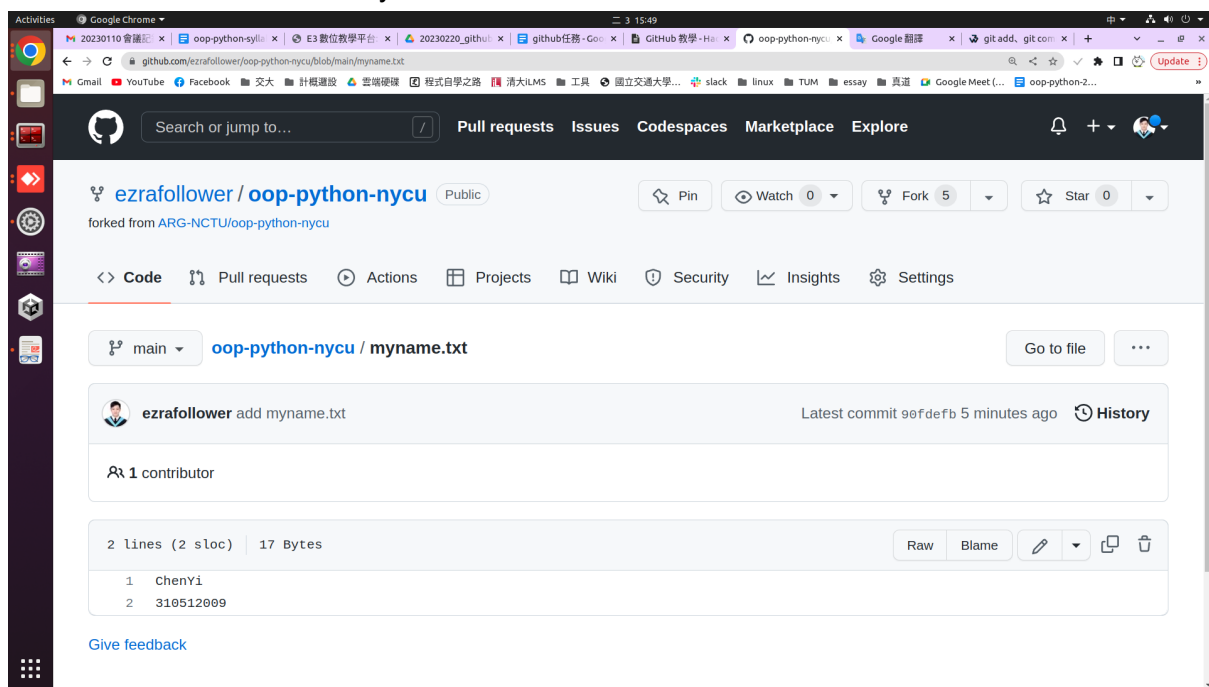 Activities Google Chrome ▾ 二 3 15:49 中 ▾
20230110 會議記 × oop-python-sylla × E3 數位教學平台 × 20230220_github × github任務 - Goo × GitHub 教學 - Hac × oop-python-nycu × Google 翻譯 × git add、git com × +
github.com/ezrafollower/oop-python-nycu/blob/main/myname.txt Update
Gmail YouTube Facebook 交大 計概建設 雲端硬碟 程式自學之路 清大iLMS 工具 國立交通大學... slack linux TUM essay 真道 Google Meet (... oop-python-2... »
Search or jump to... / Pull requests Issues Codespaces Marketplace Explore + ▾
ezrafollower / oop-python-nycu Public Pin Watch 0 Fork 5 Star 0
forked from ARG-NCTU/oop-python-nycu
<> Code Pull requests Actions Projects Wiki Security Insights Settings
main oop-python-nycu / myname.txt Go to file ...
ezrafollower add myname.txt Latest commit 90fdefb 5 minutes ago History
1 contributor
2 lines (2 sloc) 17 Bytes Raw Blame
1 ChenYi
2 310512009
Give feedback